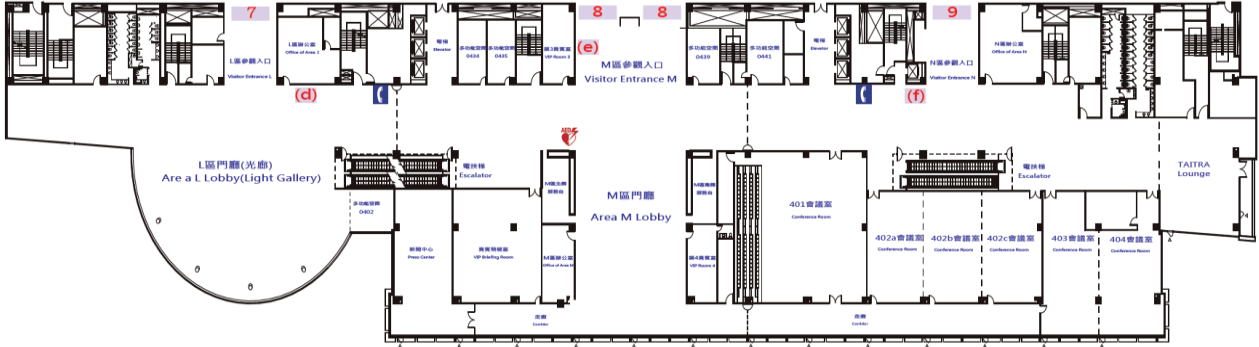 7
8
8
9
L區辦公室
Office of Area L
電梯
Elevator
多功能空間
0434
多功能空間
0435
第3貴賓室
VIP Room 3
(e)
L區參觀入口
Visitor Entrance L
M區參觀入口
Visitor Entrance M
多功能空間
0439
多功能空間
0441
電梯
Elevator
N區辦公室
Office of Area N
N區參觀入口
Visitor Entrance N
(d)
(f)
AED
L區門廳(光廊)
Are a L Lobby(Light Gallery)
電扶梯
Escalator
電扶梯
Escalator
TAITRA
Lounge
M區門廳
Area M Lobby
多功能空間
0402
401會議室
Conference Room
新聞中心
Press Center
貴賓簡報室
VIP Briefing Room
M區辦公室
Office of Area M
第4貴賓室
VIP Room 4
402a會議室
Conference Room
402b會議室
Conference Room
402c會議室
Conference Room
403會議室
Conference Room
404會議室
Conference Room
走廊
Corridor
走廊
Corridor